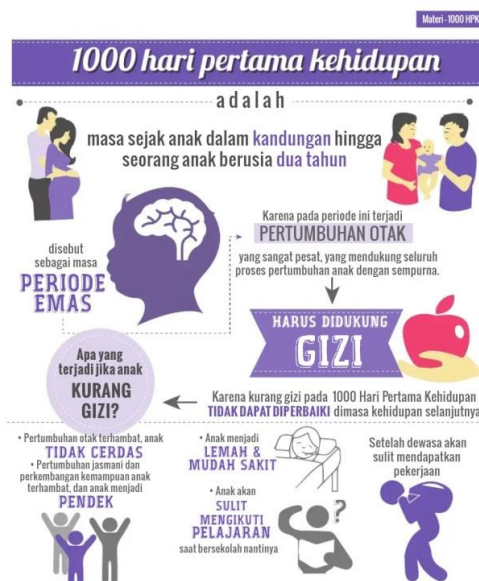 Materi - 1000 HPK
1000 hari pertama kehidupan
adalah
masa sejak anak dalam kandungan hingga
seorang anak berusia dua tahun
disebut
sebagai masa
PERIODE
EMAS
Karena pada periode ini terjadi
PERTUMBUHAN OTAK
yang sangat pesat, yang mendukung seluruh
proses pertumbuhan anak dengan sempurna.
HARUS DIDUKUNG
GIZI
Karena kurang gizi pada 1000 Hari Pertama Kehidupan
TIDAK DAPAT DIPERBAIKI dimasa kehidupan selanjutnya
Apa yang
terjadi jika anak
KURANG
GIZI?
• Pertumbuhan otak terhambat, anak
TIDAK CERDAS
• Pertumbuhan jasmani dan
perkembangan kemampuan anak
terhambat, dan anak menjadi
PENDEK
• Anak menjadi
LEMAH &
MUDAH SAKIT
• Anak akan
SULIT
MENGIKUTI
PELAJARAN
saat bersekolah nantinya
?
Setelah dewasa akan
sulit mendapatkan
pekerjaan